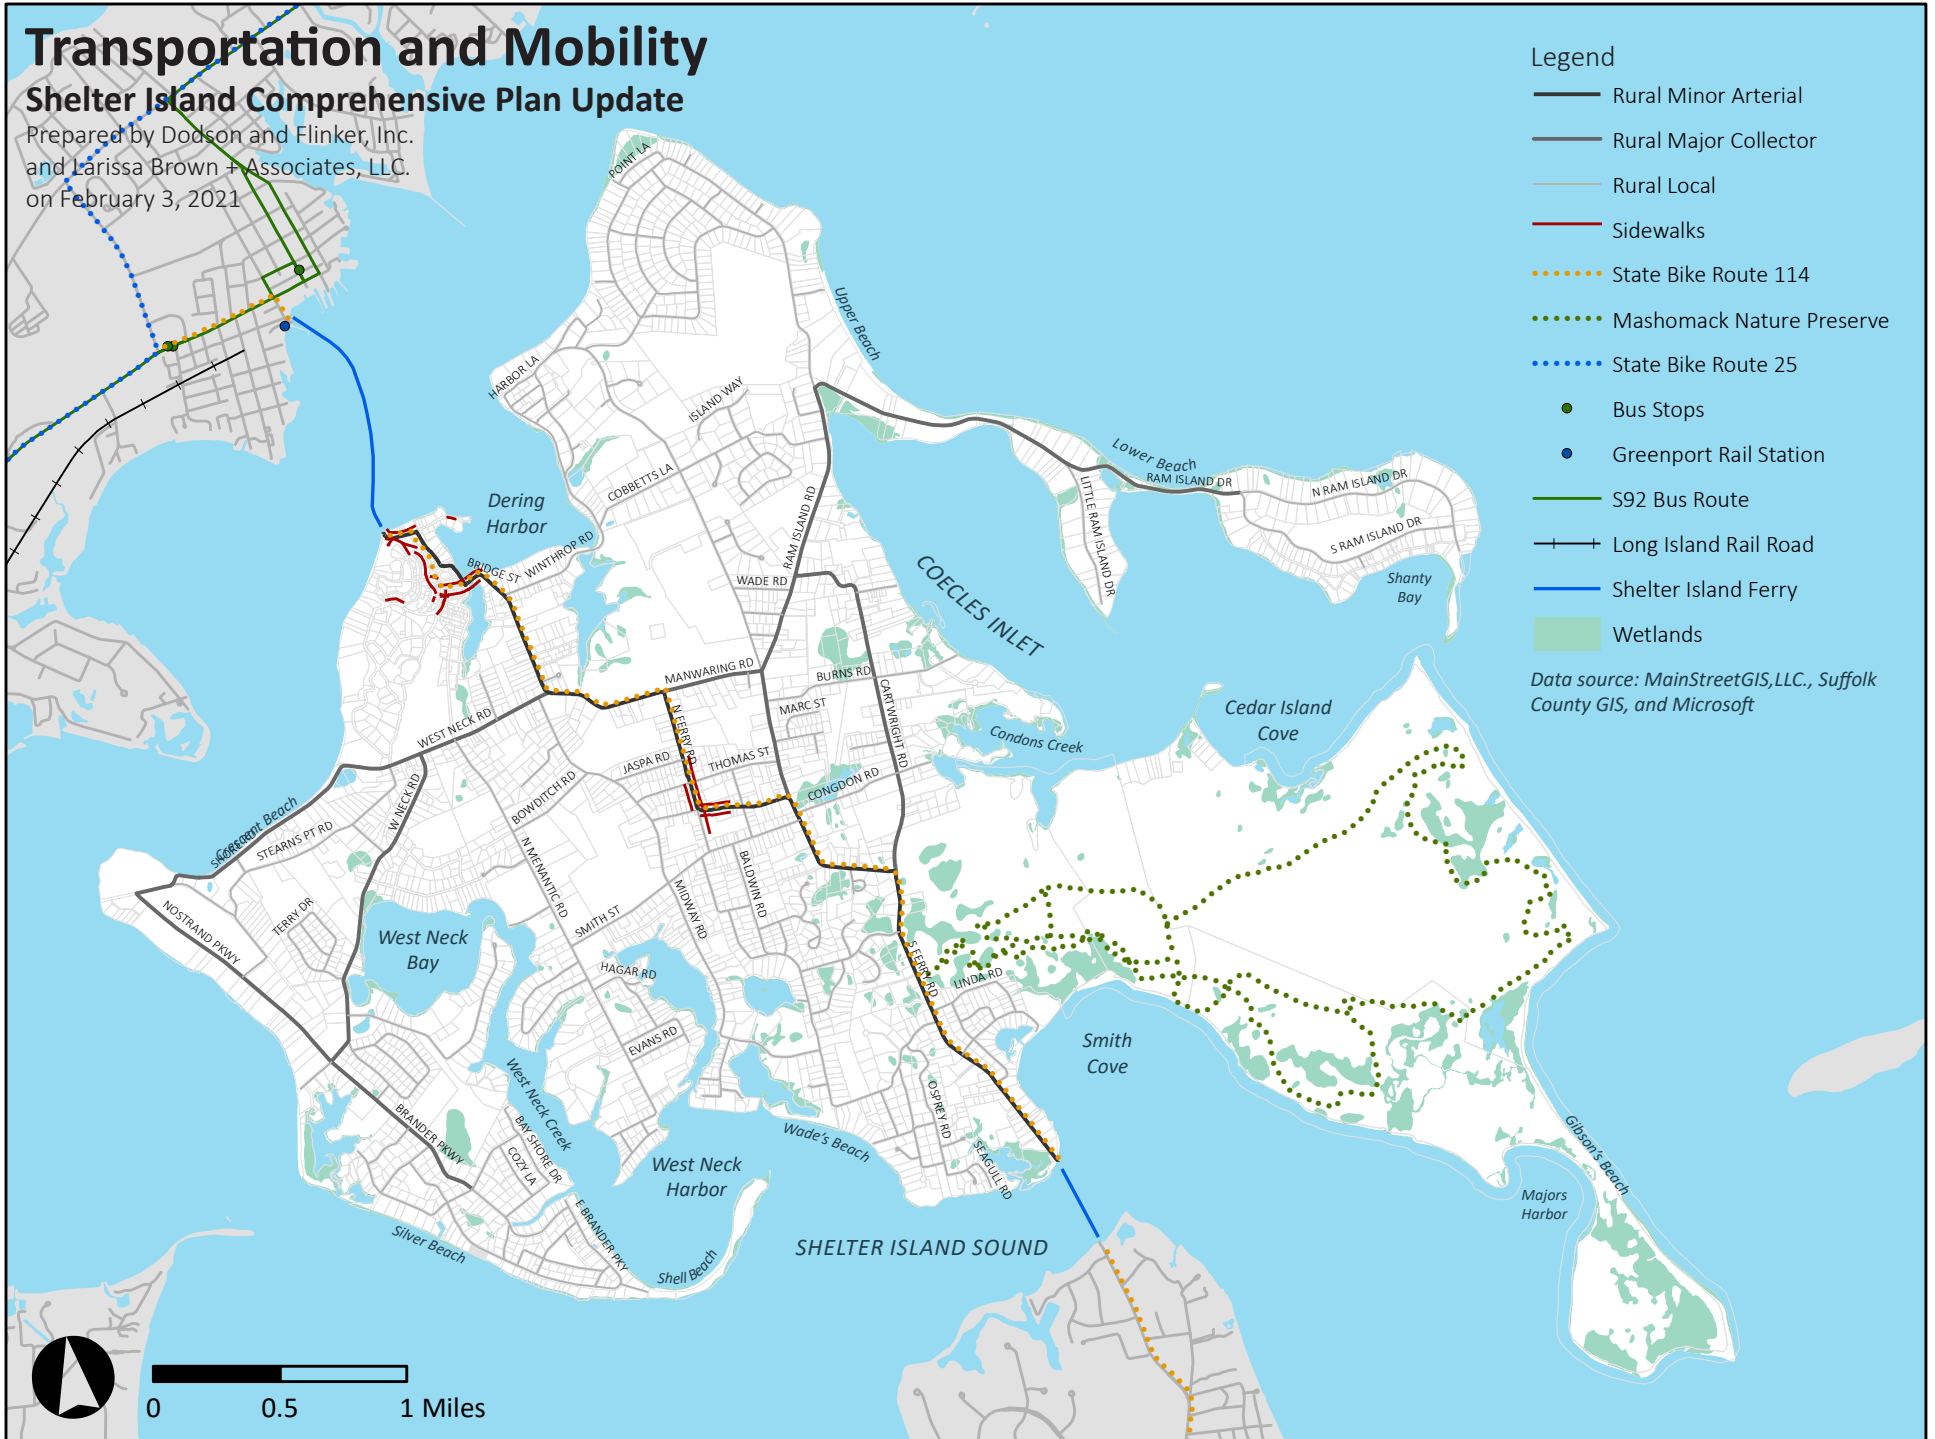 Transportation and Mobility
Shelter Island Comprehensive Plan Update
Prepared by Dodson and Flinker, Inc.
and Larissa Brown + Associates, LLC.
on February 3, 2021
Legend
Rural Minor Arterial
Rural Major Collector
Rural Local
Sidewalks
State Bike Route 114
Mashomack Nature Preserve
State Bike Route 25
Bus Stops
Greenport Rail Station
S92 Bus Route
Long Island Rail Road
Shelter Island Ferry
Wetlands
Data source: MainStreetGIS,LLC., Suffolk
County GIS, and Microsoft
POINT LA
Upper Beach
HARBOR LA
ISLAND WAY
COBBETTS LA
Dering
Harbor
Lower Beach
RAM ISLAND DR
N RAM ISLAND DR
S RAM ISLAND DR
LITTLE RAM ISLAND DR
Shanty
Bay
RAM ISLAND RD
WINTHROP RD
BRIDGE ST
WADE RD
COECLES INLET
MANWARING RD
BURNS RD
MARC ST
CARTWRIGHT RD
N FERRY RD
WEST NECK RD
Condons Creek
Cedar Island
Cove
JASPA RD
THOMAS ST
CONGDON RD
BOWDITCH RD
W NECK RD
Crescent Beach
SHORE RD
STEARNS PT RD
N MENANTIC RD
MIDWAY RD
BALDWIN RD
NOSTRAND PKWY
TERRY DR
SMITH ST
West Neck
Bay
HAGAR RD
S FERRY RD
LINDA RD
EVANS RD
Smith
Cove
West Neck Creek
OSPREY RD
BRANDER PKWY
BAY SHORE DR
COZY LA
Wade's Beach
SEAGULL RD
West Neck
Harbor
Gibson's Beach
Majors
Harbor
E BRANDER PKY
Silver Beach
Shell Beach
SHELTER ISLAND SOUND
0 0.5 1 Miles